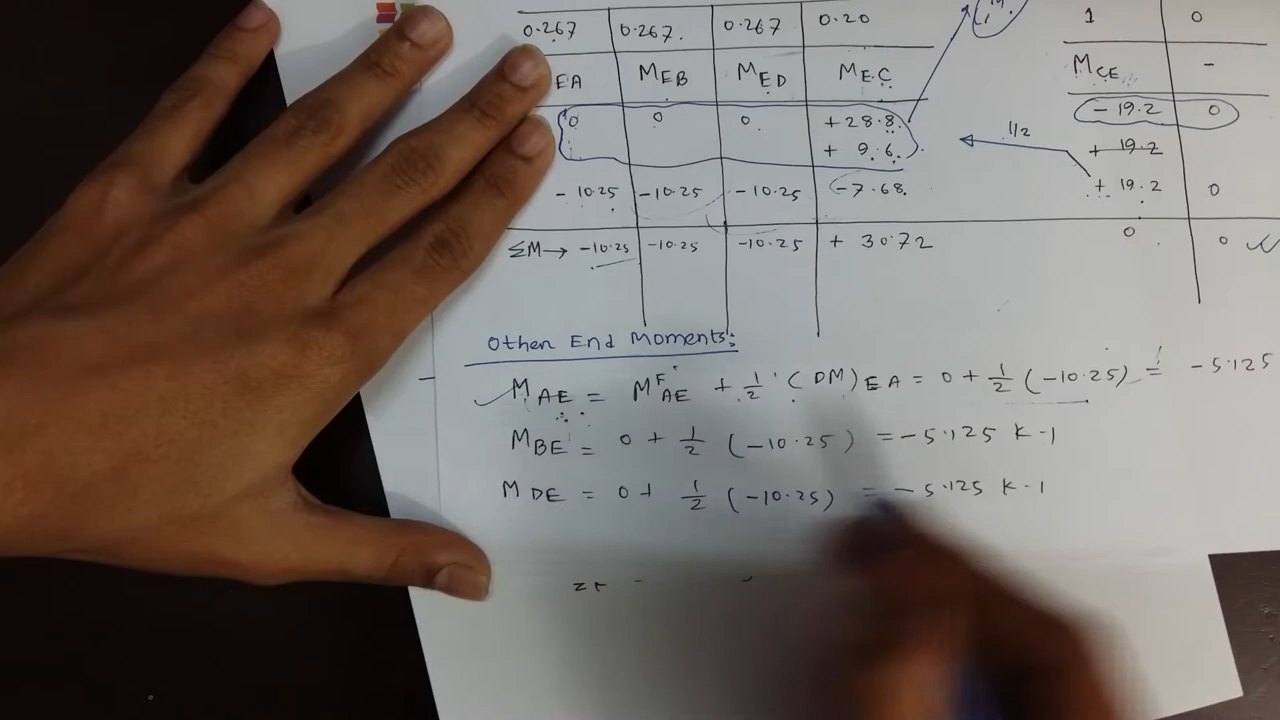 0.267 0.267. 0.267 0.20 1 0
EA MEB MED MEC MCE -
0 0 0. +28.8. -19.2 0
+ 9.6. + 19.2
1/2
-10.25 -10.25 -10.25 -7.68. + 19.2 0
ΣM→ -10.25 -10.25 -10.25 + 30.72 0 0
Other End Moments:
MAE = M^F AE + 1/2 (DM)EA = 0 + 1/2 (-10.25) = -5.125
MBE = 0 + 1/2 (-10.25) = -5.125 K-1
MDE = 0 + 1/2 (-10.25) = -5.125 K-1